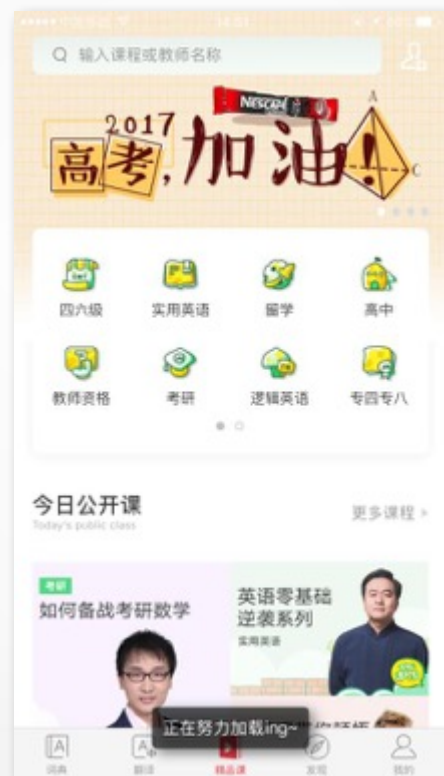 输入课程或教师名称
NESCAFÉ
2017
高考,加油!
A
C
四六级
实用英语
留学
高中
教师资格
考研
逻辑英语
专四专八
今日公开课
更多课程 >
Today's public class
考研
如何备战考研数学
英语零基础
逆袭系列
实用英语
正在努力加载ing~
词典
翻译
精品课
发现
我的